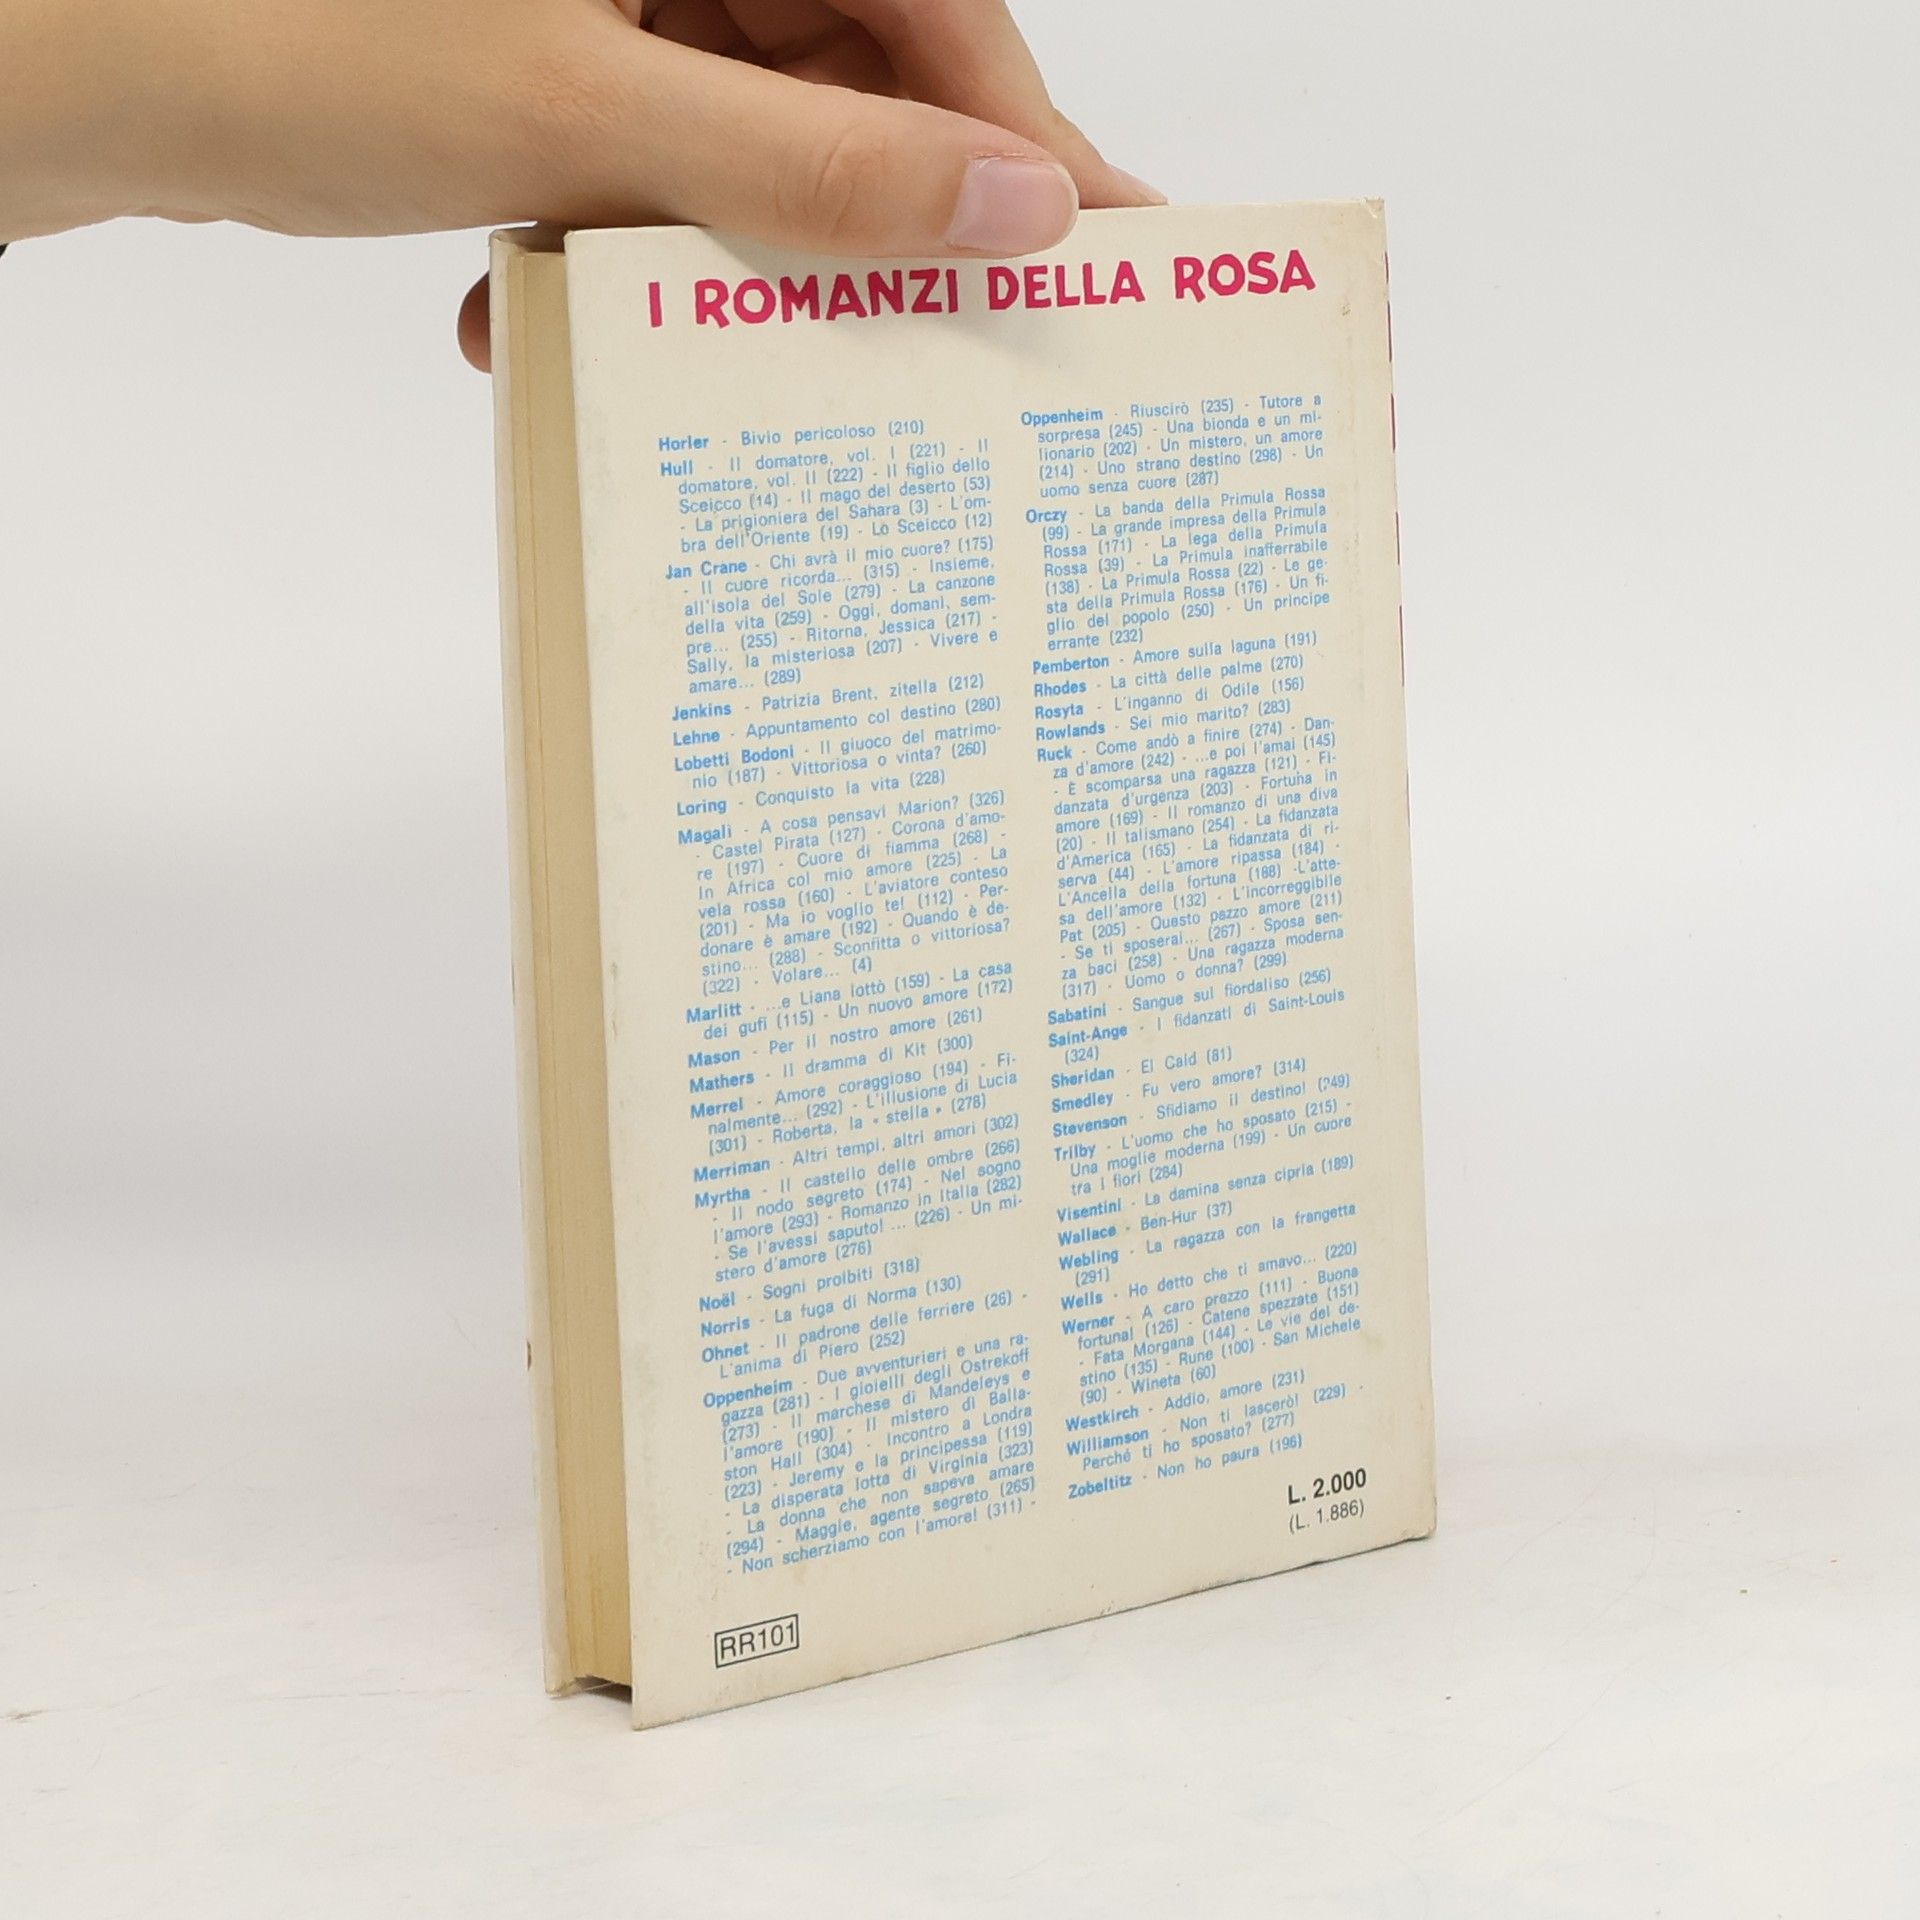 I ROMANZI DELLA ROSA
Horler - Bivio pericoloso (210)
Hull - Il domatore, vol. I (221) - Il
domatore, vol. II (222) - Il figlio dello
Sceicco (14) - Il mago del deserto (53)
- La prigioniera del Sahara (3) - L'om-
bra dell'Oriente (19) - Lo Sceicco (12)
Jan Crane - Chi avrà il mio cuore? (175)
- Il cuore ricorda... (315) - Insieme,
all'isola del Sole (279) - La canzone
della vita (259) - Oggi, domani, sem-
pre... (255) - Ritorna, Jessica (217) -
Sally, la misteriosa (207) - Vivere e
amare... (289)
Jenkins - Patrizia Brent, zitella (212)
Lehne - Appuntamento col destino (280)
Lobetti Bodoni - Il giuoco del matrimo-
nio (187) - Vittoriosa o vinta? (260)
Loring - Conquisto la vita (228)
Magali - A cosa pensavi Marion? (326)
- Castel Pirata (127) - Corona d'amo-
re (197) - Cuore di fiamma (268) -
In Africa col mio amore (225) - La
vela rossa (160) - L'aviatore conteso
(201) - Ma io voglio te! (112) - Per-
donare è amare (192) - Quando è de-
stino... (288) - Sconfitta o vittoriosa?
(322) - Volare... (4)
Marlitt - ...e Liana lottò (159) - La casa
dei gufi (115) - Un nuovo amore (172)
Mason - Per il nostro amore (261)
Mathers - Il dramma di Kit (300)
Merrel - Amore coraggioso (194) - Fi-
nalmente... (292) - L'illusione di Lucia
(301) - Roberta, la « stella » (278)
Merriman - Altri tempi, altri amori (302)
Myrtha - Il castello delle ombre (266)
- Il nodo segreto (174) - Nel sogno
l'amore (293) - Romanzo in Italia (282)
- Se l'avessi saputo! ... (226) - Un mi-
stero d'amore (276)
Noël - Sogni proibiti (318)
Norris - La fuga di Norma (130)
Ohnet - Il padrone delle ferriere (26) -
L'anima di Piero (252)
Oppenheim - Due avventurieri e una ra-
gazza (281) - I gioielli degli Ostrekoff
(273) - Il marchese di Mandeleys e
l'amore (190) - Il mistero di Balla-
ston Hall (304) - Incontro a Londra
(223) - Jeremy e la principessa (119)
- La disperata lotta di Virginia (323)
- La donna che non sapeva amare
(294) - Maggie, agente segreto (265)
- Non scherziamo con l'amore! (311) -
Oppenheim - Riuscirò (235) - Tutore a
sorpresa (245) - Una bionda e un mi-
lionario (202) - Un mistero, un amore
(214) - Uno strano destino (298) - Un
uomo senza cuore (287)
Orczy - La banda della Primula Rossa
(99) - La grande impresa della Primula
Rossa (171) - La lega della Primula
Rossa (39) - La Primula inafferrabile
(138) - La Primula Rossa (22) - Le ge-
sta della Primula Rossa (176) - Un fi-
glio del popolo (250) - Un principe
errante (232)
Pemberton - Amore sulla laguna (191)
Rhodes - La città delle palme (270)
Rosyta - L'inganno di Odile (156)
Rowlands - Sei mio marito? (283)
Ruck - Come andò a finire (274) - Dan-
za d'amore (242) - ...e poi l'amai (145)
- È scomparsa una ragazza (121) - Fi-
danzata d'urgenza (203) - Fortuna in
amore (169) - Il romanzo di una diva
(20) - Il talismano (254) - La fidanzata
d'America (165) - La fidanzata di ri-
serva (44) - L'amore ripassa (184) -
L'Ancella della fortuna (188) -L'atte-
sa dell'amore (132) - L'incorreggibile
Pat (205) - Questo pazzo amore (211)
- Se ti sposerai... (267) - Sposa sen-
za baci (258) - Una ragazza moderna
(317) - Uomo o donna? (299)
Sabatini - Sangue sul fiordaliso (256)
Saint-Ange - I fidanzati di Saint-Louis
(324)
Sheridan - El Caid (81)
Smedley - Fu vero amore? (314)
Stevenson - Sfidiamo il destino! (249)
Trilby - L'uomo che ho sposato (215) -
Una moglie moderna (199) - Un cuore
tra i fiori (284)
Visentini - La damina senza cipria (189)
Wallace - Ben-Hur (37)
Webling - La ragazza con la frangetta
(291)
Wells - Ho detto che ti amavo... (220)
Werner - A caro prezzo (111) - Buona
fortuna! (126) - Catene spezzate (151)
- Fata Morgana (144) - Le vie del de-
stino (135) - Rune (100) - San Michele
(90) - Wineta (60)
Westkirch - Addio, amore (231)
Williamson - Non ti lascerò! (229) -
Perché ti ho sposato? (277)
Zobeltitz - Non ho paura (196)
L. 2.000
(L. 1.886)
RR101